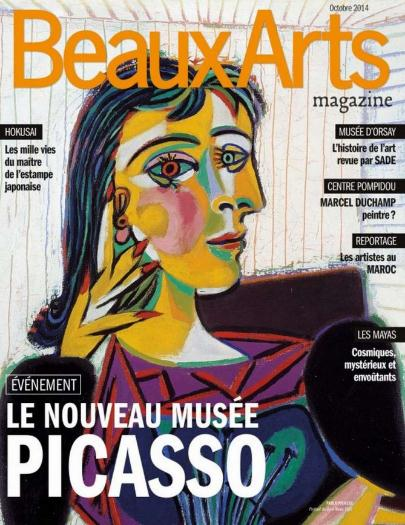 Octobre 2014
BeauxArts
magazine
HOKUSAI
Les mille vies
du maître
de l'estampe
japonaise
MUSÉE D'ORSAY
L'histoire de l'art
revue par SADE
CENTRE POMPIDOU
MARCEL DUCHAMP
peintre ?
REPORTAGE
Les artistes au
MAROC
LES MAYAS
Cosmiques,
mystérieux et
envoûtants
ÉVÉNEMENT
LE NOUVEAU MUSÉE
PICASSO
PABLO PICASSO